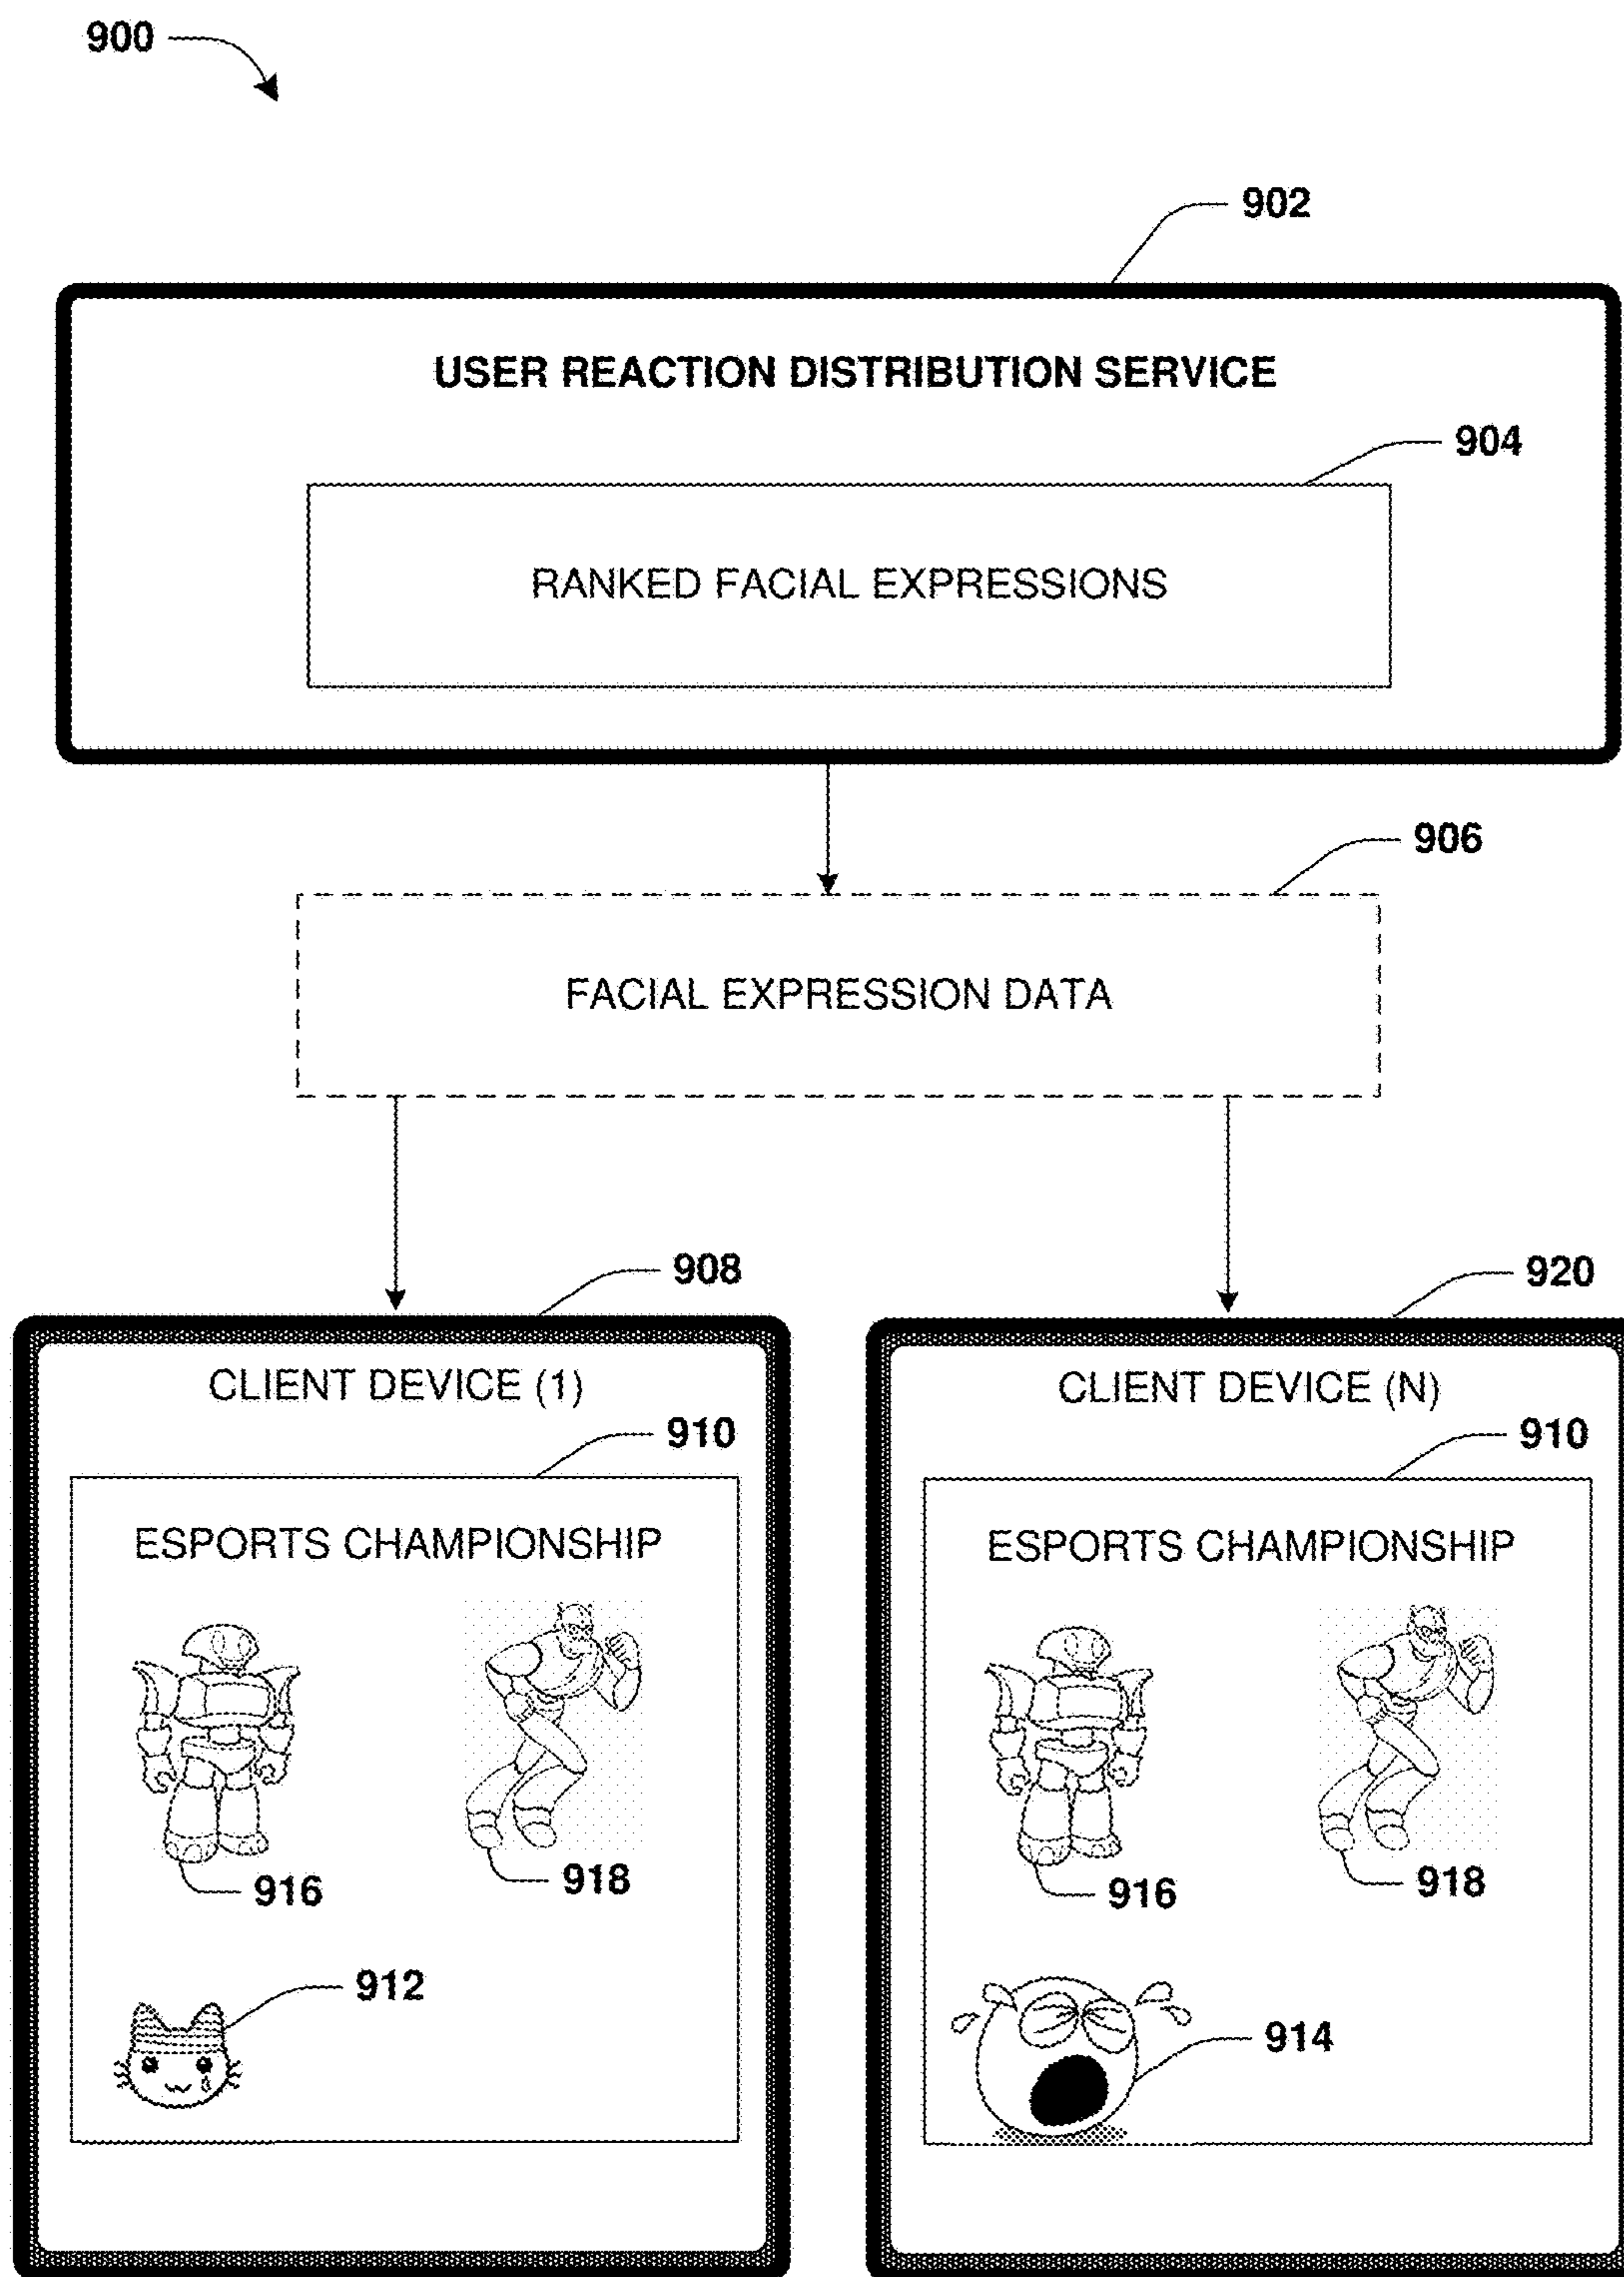 900
902
USER REACTION DISTRIBUTION SERVICE
904
RANKED FACIAL EXPRESSIONS
906
FACIAL EXPRESSION DATA
908
920
CLIENT DEVICE (1)
910
ESPORTS CHAMPIONSHIP
916
918
912
CLIENT DEVICE (N)
910
ESPORTS CHAMPIONSHIP
916
918
914